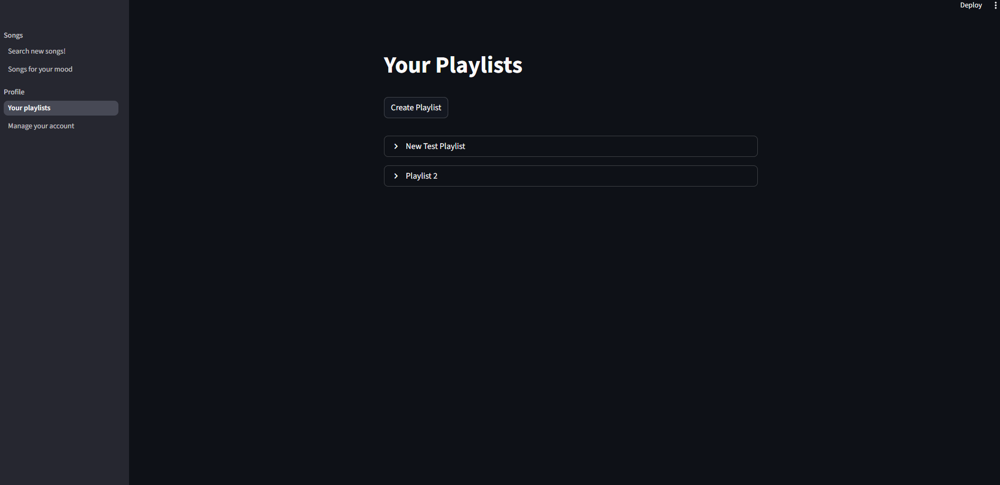 Deploy
Songs
Search new songs!
Songs for your mood
Profile
Your playlists
Manage your account
Your Playlists
Create Playlist
New Test Playlist
Playlist 2